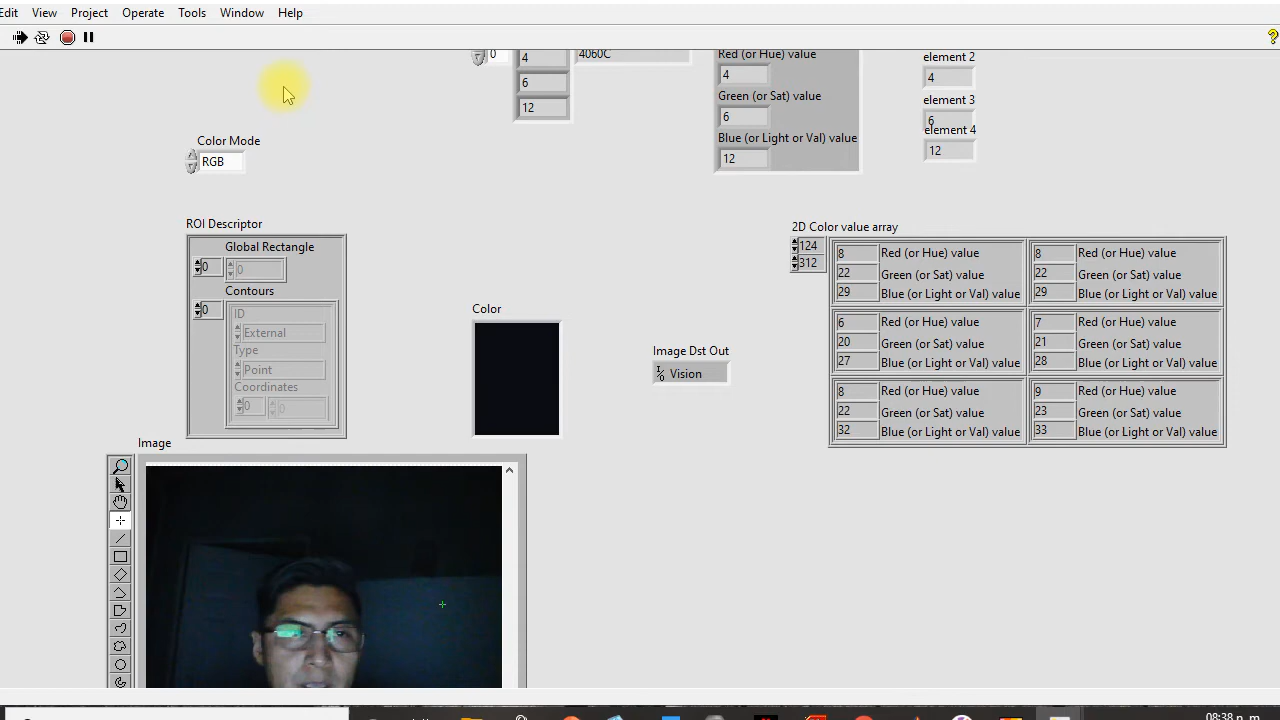 Edit View Project Operate Tools Window Help
0 4 4060C
6
12
Red (or Hue) value
4
Green (or Sat) value
6
Blue (or Light or Val) value
12
element 2
4
element 3
6
element 4
12
Color Mode
RGB
ROI Descriptor
Global Rectangle
0 0
Contours
0
ID
External
Type
Point
Coordinates
0 0
Color
Image Dst Out
Vision
2D Color value array
124
312
8 Red (or Hue) value 8 Red (or Hue) value
22 Green (or Sat) value 22 Green (or Sat) value
29 Blue (or Light or Val) value 29 Blue (or Light or Val) value
6 Red (or Hue) value 7 Red (or Hue) value
20 Green (or Sat) value 21 Green (or Sat) value
27 Blue (or Light or Val) value 28 Blue (or Light or Val) value
8 Red (or Hue) value 9 Red (or Hue) value
22 Green (or Sat) value 23 Green (or Sat) value
32 Blue (or Light or Val) value 33 Blue (or Light or Val) value
Image
08:38 p. m.